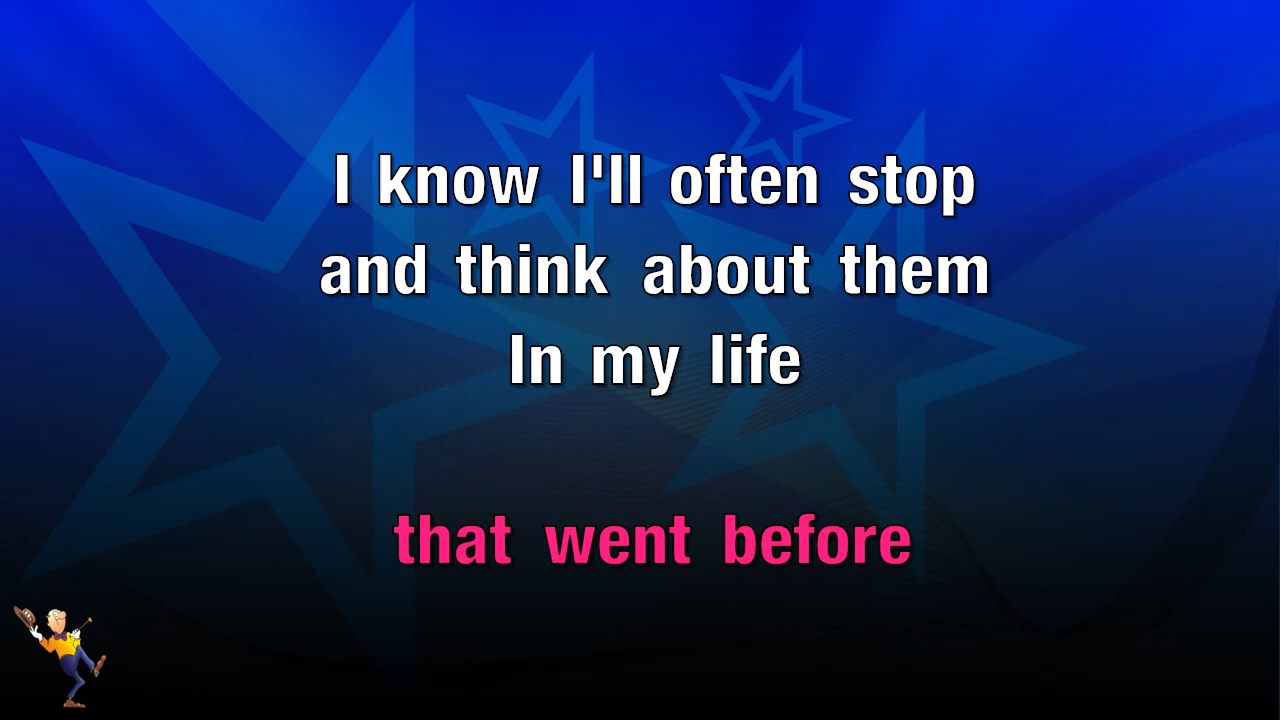 I know I'll often stop
and think about them
In my life
that went before